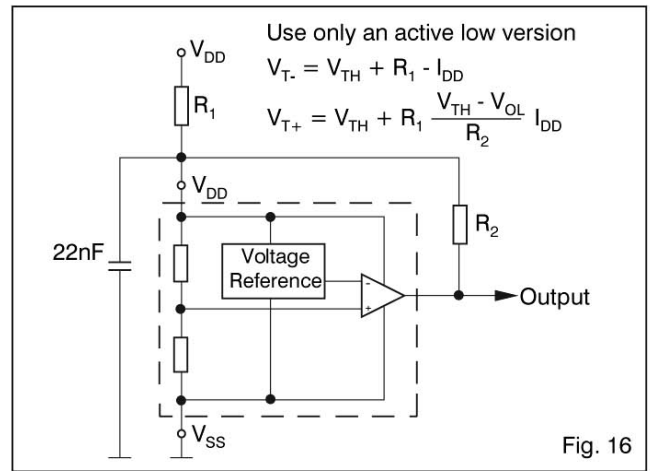 Use only an active low version
V_DD
V_T- = V_TH + R_1 - I_DD
R_1
V_T+ = V_TH + R_1 (V_TH - V_OL) / R_2 I_DD
V_DD
R_2
22nF
Voltage
Reference
-
+
Output
V_SS
Fig. 16